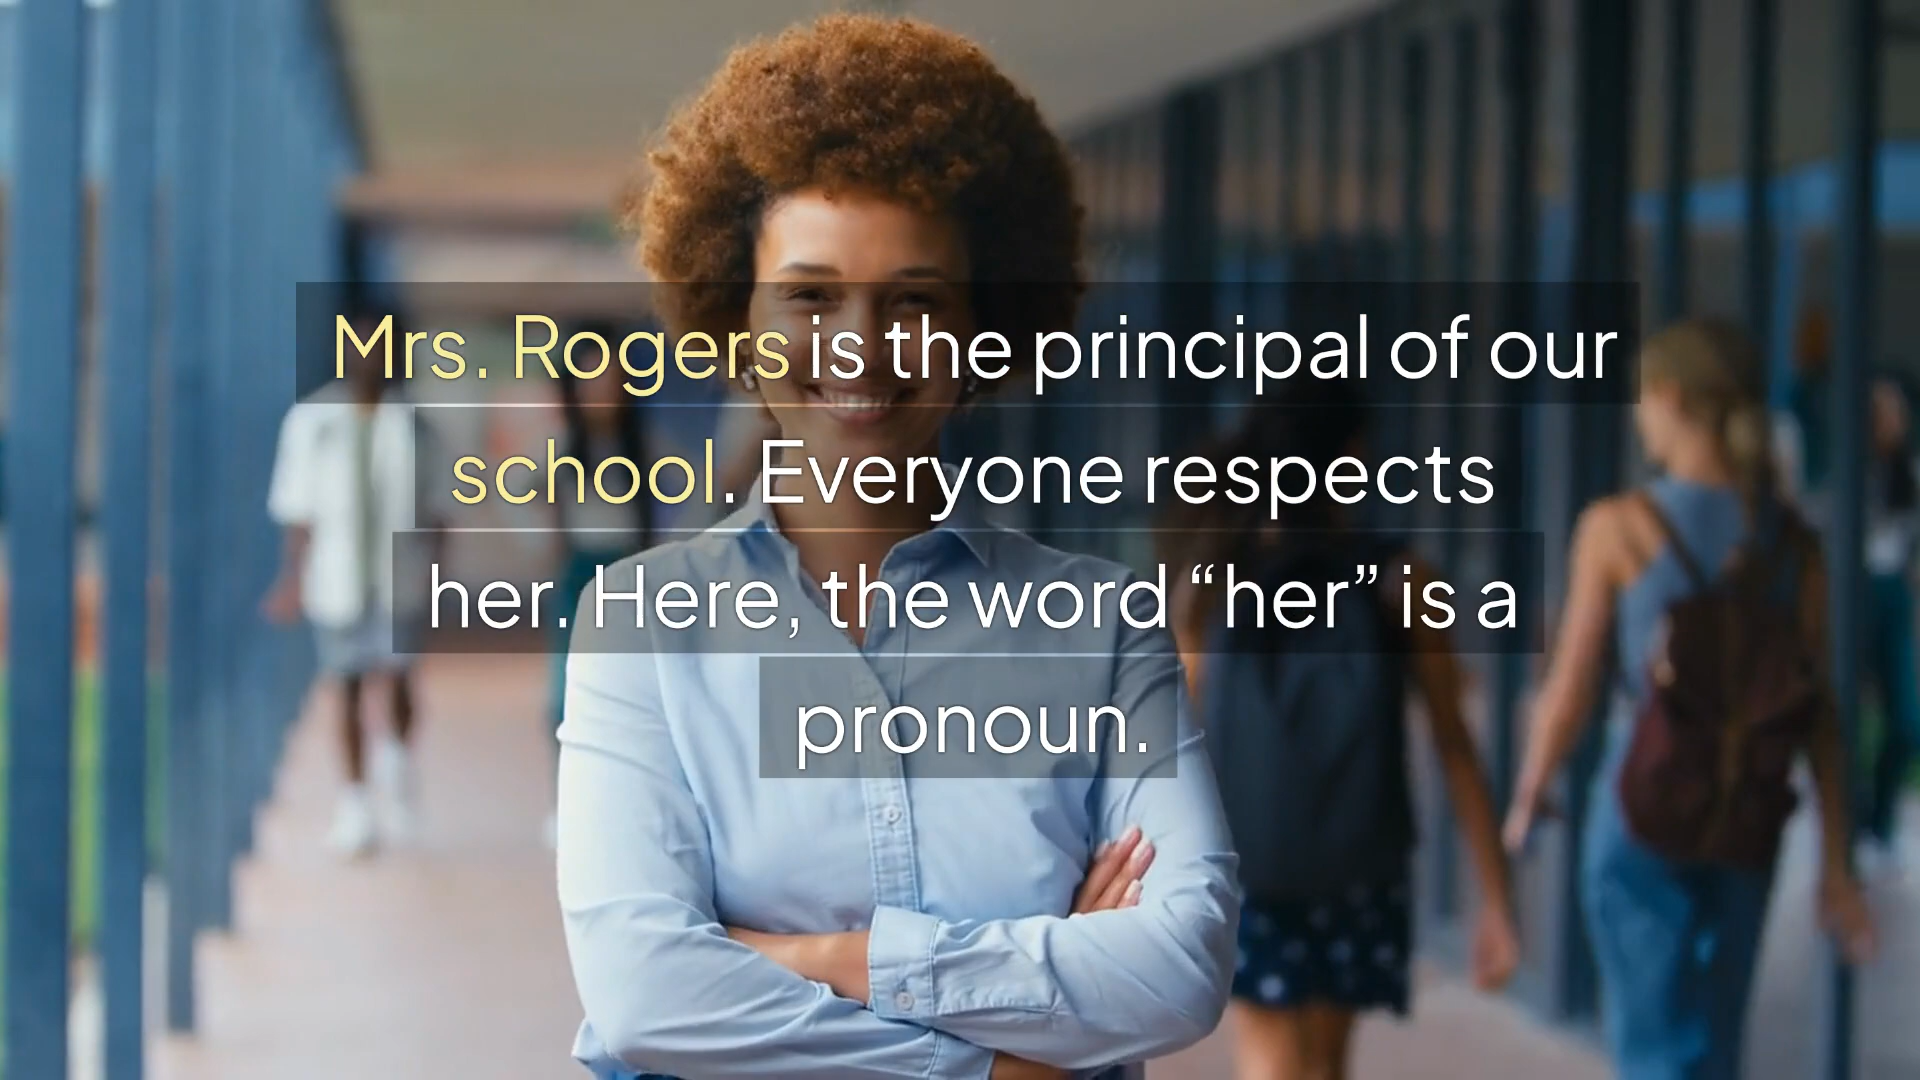 Mrs. Rogers is the principal of our
school. Everyone respects
her. Here, the word “her” is a
pronoun.